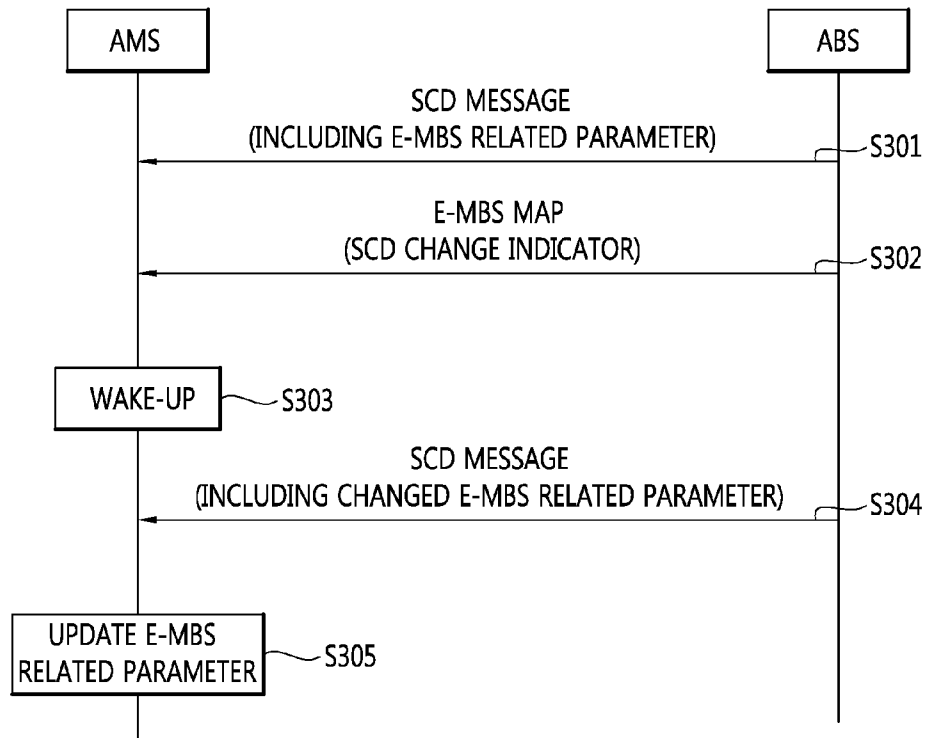 AMS
ABS
SCD MESSAGE
(INCLUDING E-MBS RELATED PARAMETER)
S301
E-MBS MAP
(SCD CHANGE INDICATOR)
S302
WAKE-UP
S303
SCD MESSAGE
(INCLUDING CHANGED E-MBS RELATED PARAMETER)
S304
UPDATE E-MBS
RELATED PARAMETER
S305